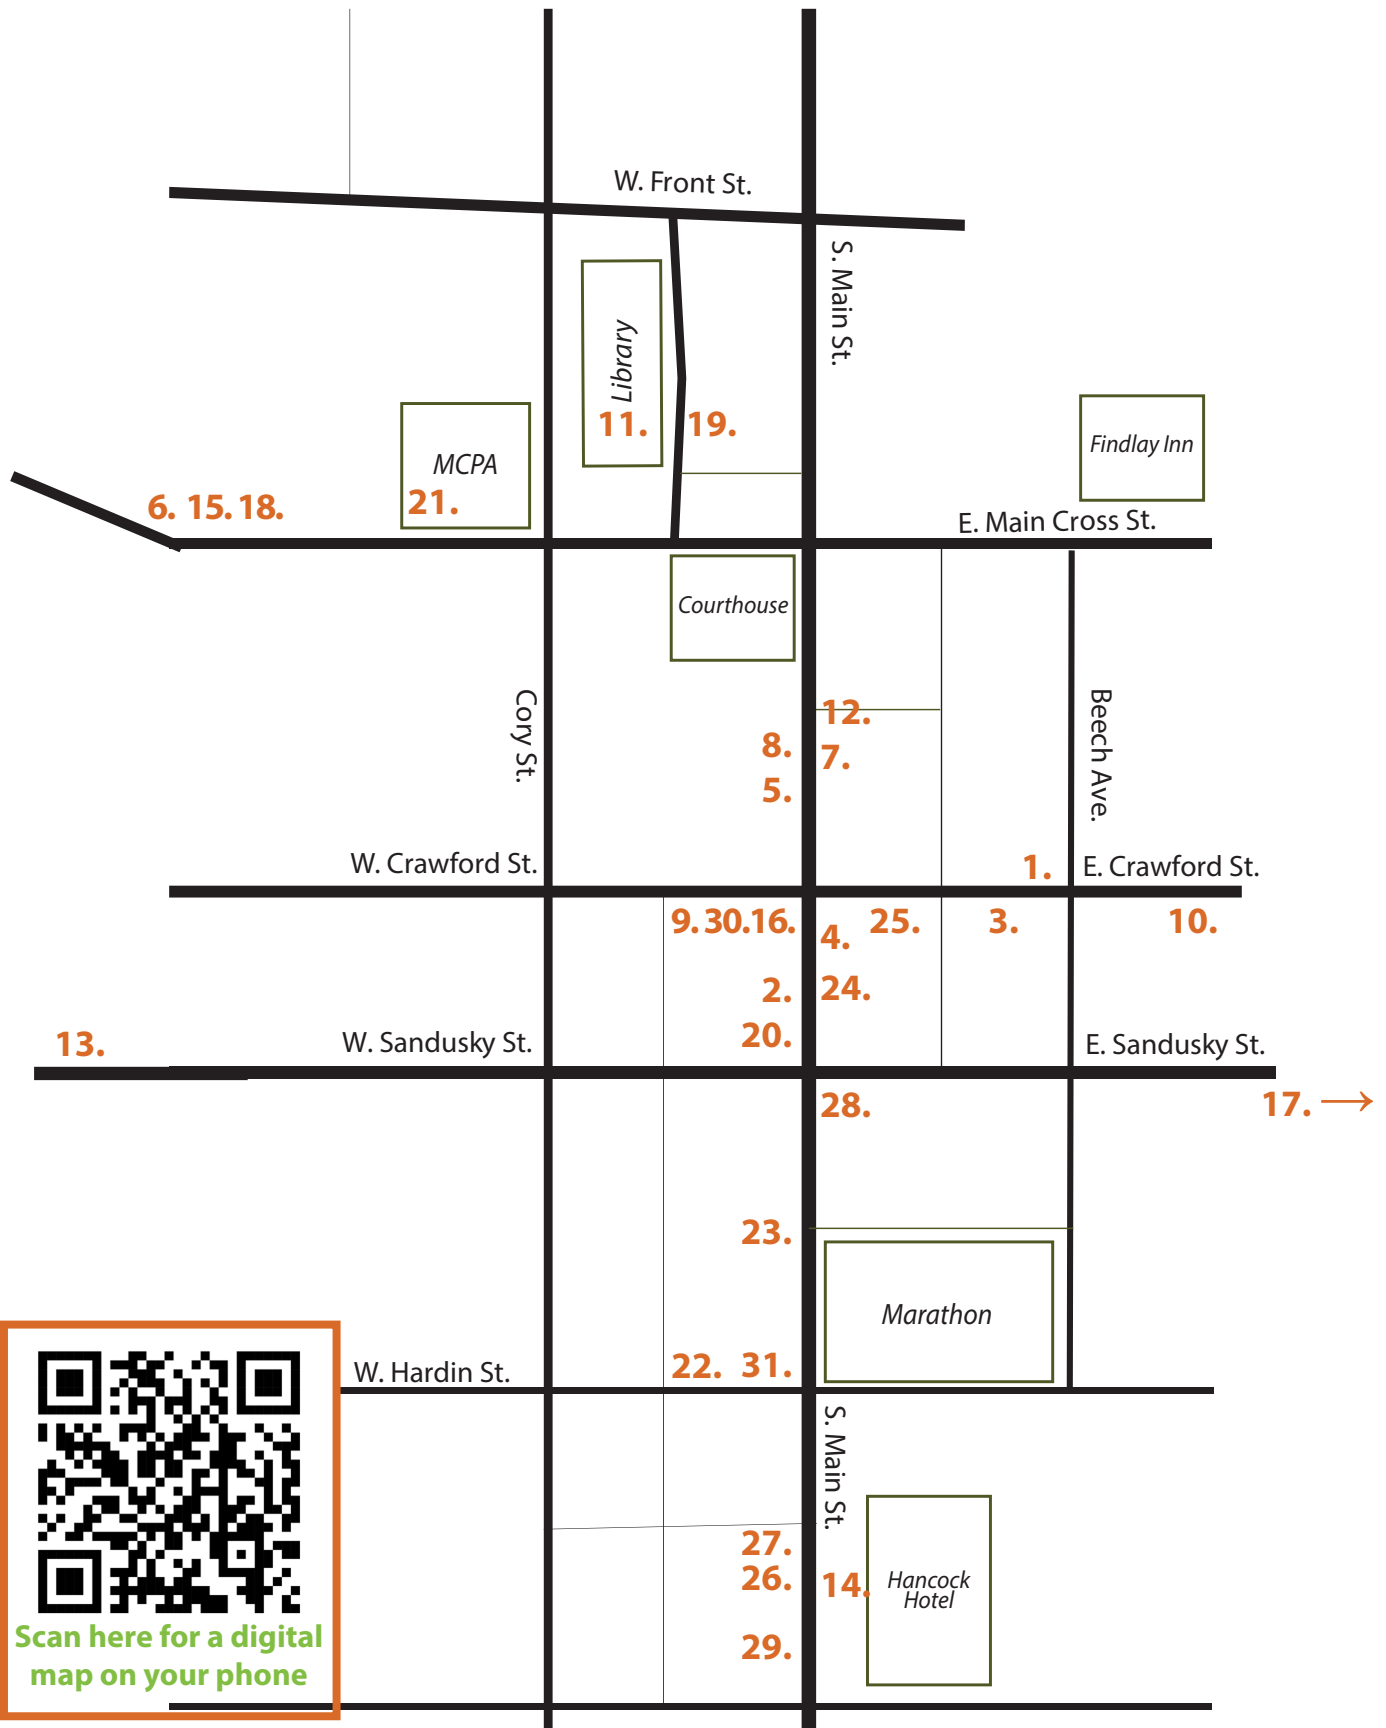 W. Front St.
S. Main St.
Library
11.
19.
MCPA
21.
Findlay Inn
6. 15. 18.
E. Main Cross St.
Courthouse
Cory St.
12.
8.
7.
5.
Beech Ave.
W. Crawford St.
1.
E. Crawford St.
9. 30. 16.
4.
25.
3.
10.
2.
24.
20.
13.
W. Sandusky St.
E. Sandusky St.
28.
17. →
23.
Marathon
W. Hardin St.
22.
31.
S. Main St.
27.
26.
14.
Hancock
Hotel
29.
Scan here for a digital
map on your phone